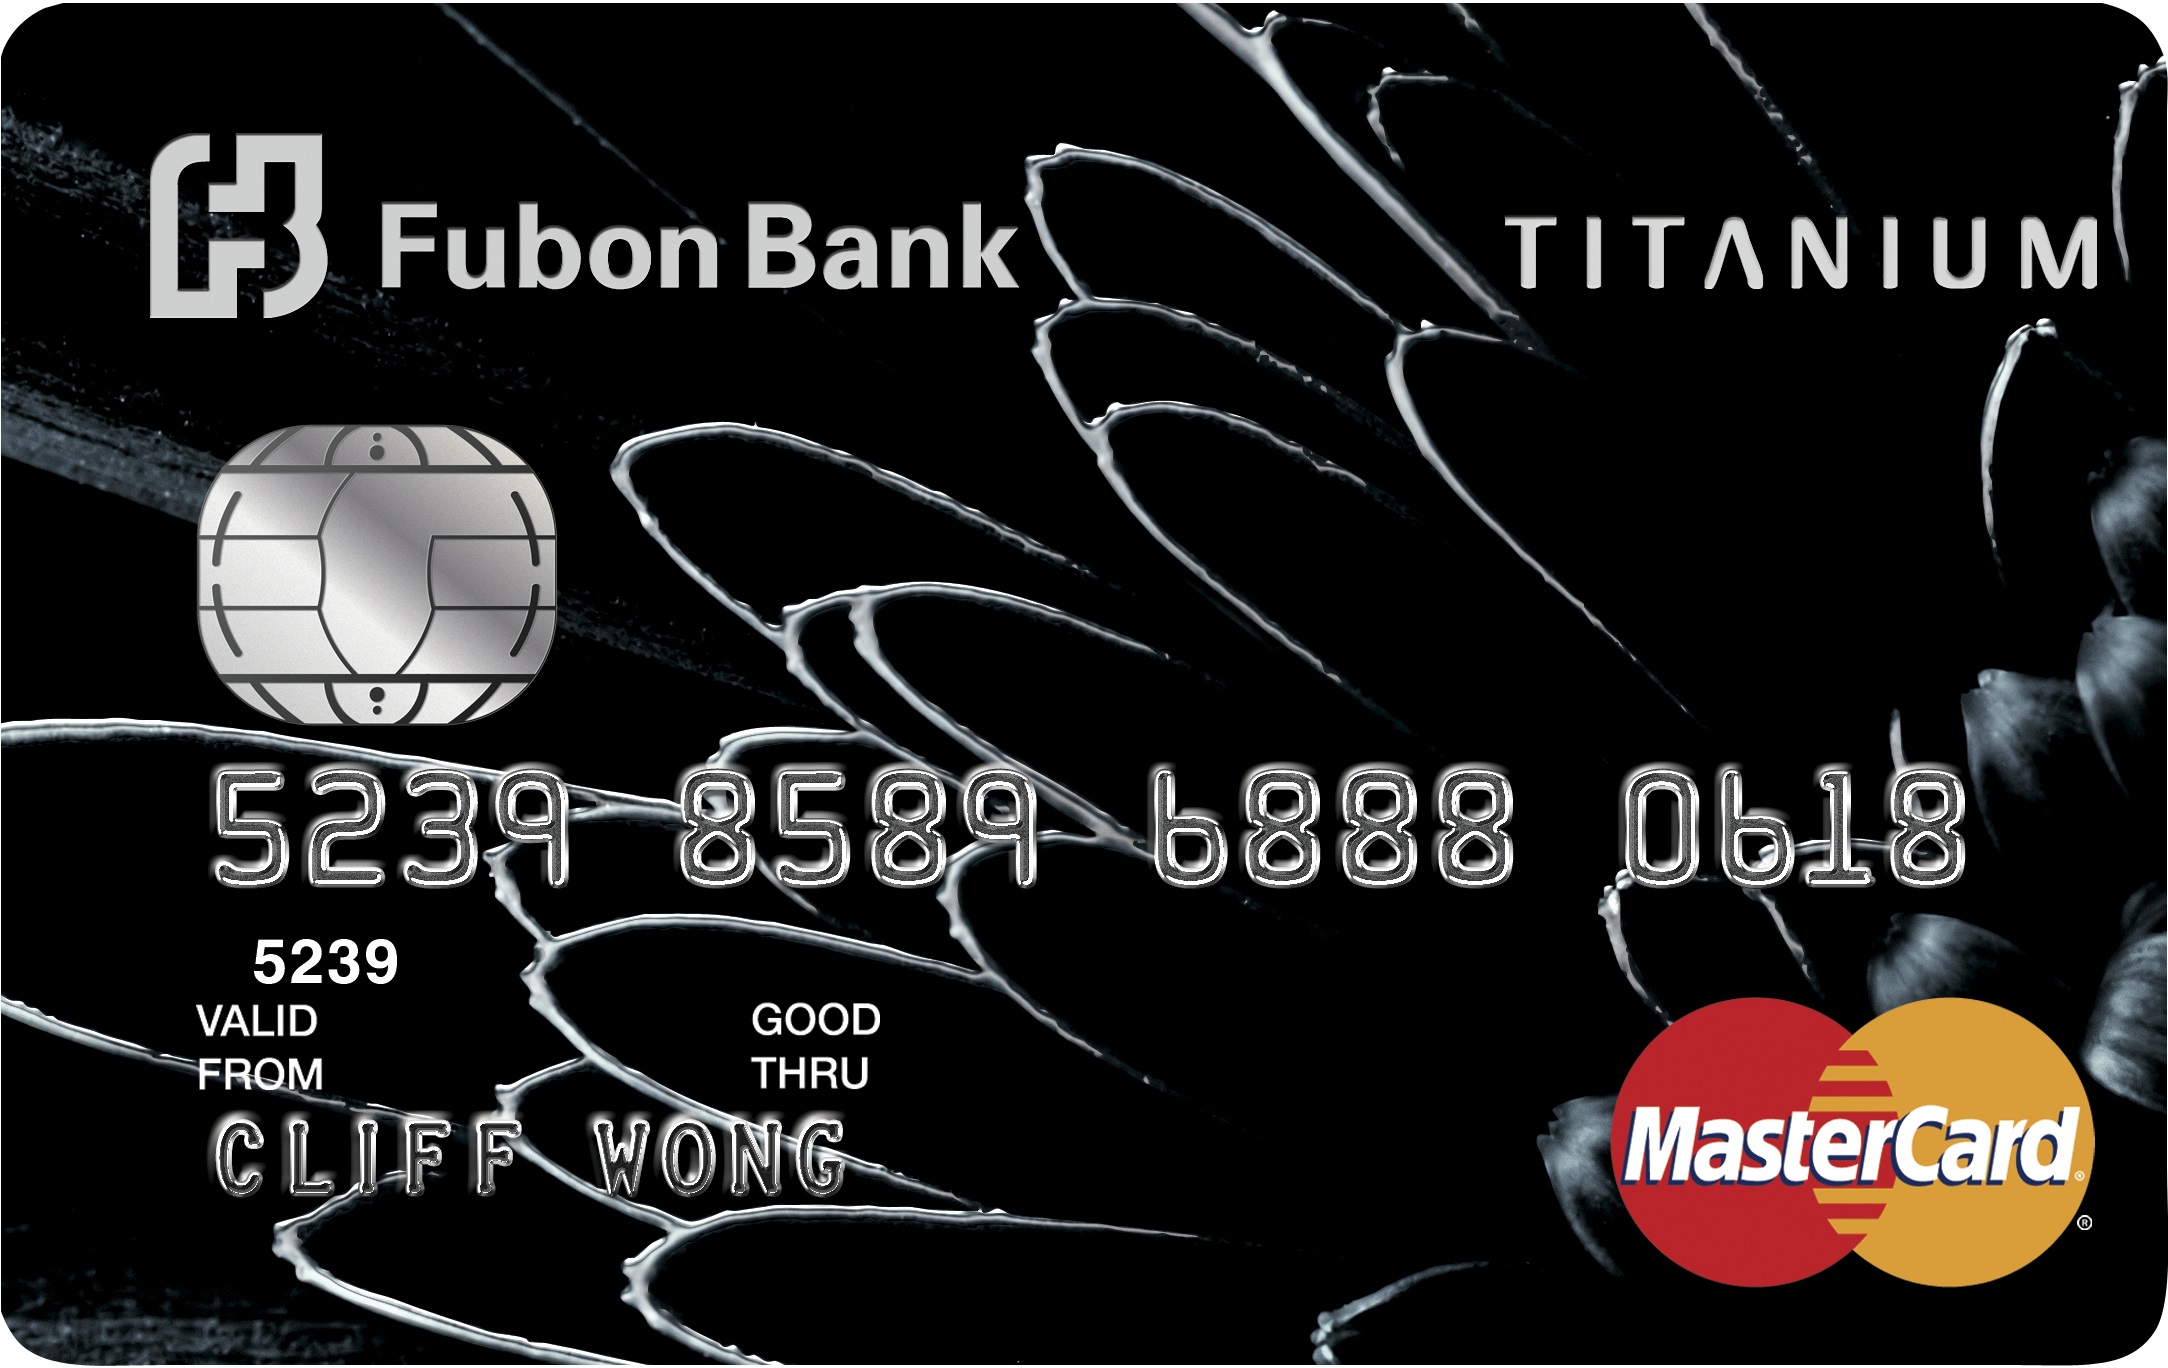 Fubon Bank
TITANIUM
5239 8589 6888 0618
5239
VALID FROM
GOOD THRU
CLIFF WONG
MasterCard®
®